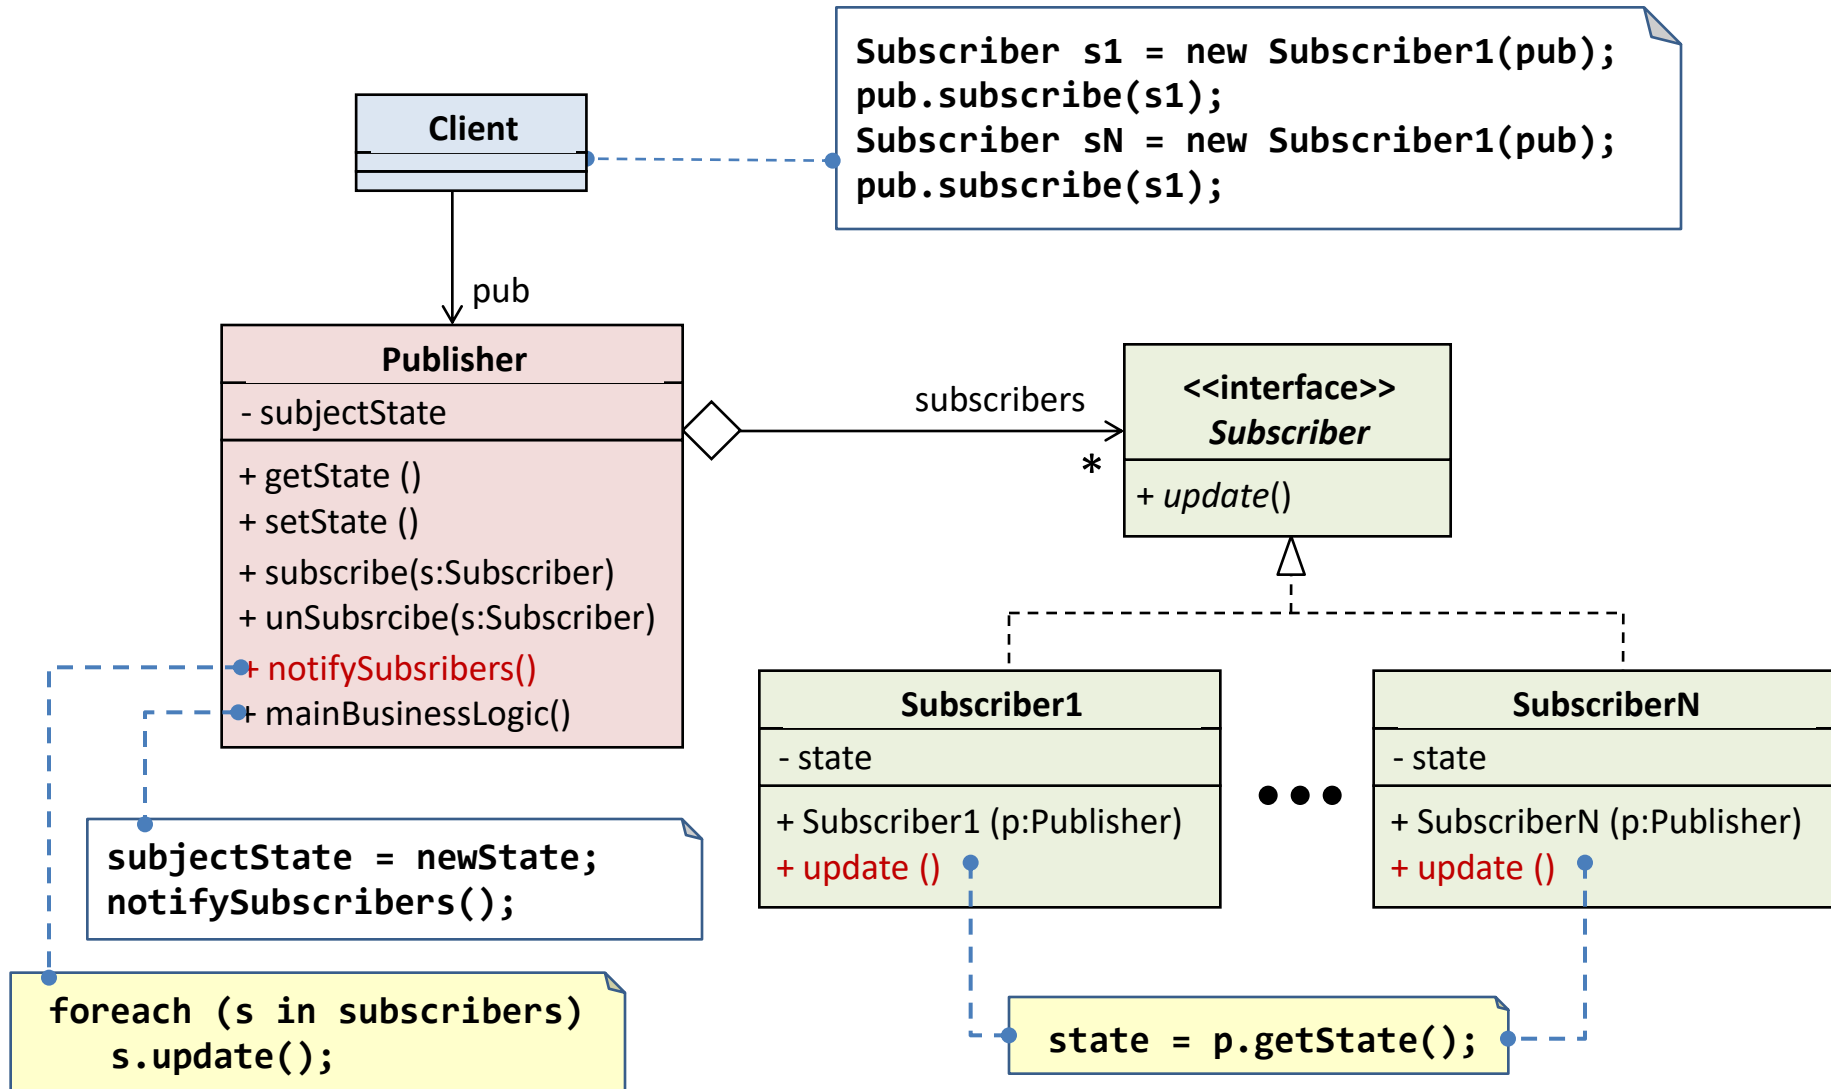 Subscriber s1 = new Subscriber1(pub);
pub.subscribe(s1);
Subscriber sN = new Subscriber1(pub);
pub.subscribe(s1);
Client
pub
Publisher
- subjectState
+ getState ()
+ setState ()
+ subscribe(s:Subscriber)
+ unSubsrcibe(s:Subscriber)
+ notifySubsribers()
+ mainBusinessLogic()
subscribers
*
<<interface>>
Subscriber
+ update()
Subscriber1
- state
+ Subscriber1 (p:Publisher)
+ update ()
SubscriberN
- state
+ SubscriberN (p:Publisher)
+ update ()
subjectState = newState;
notifySubscribers();
foreach (s in subscribers)
s.update();
state = p.getState();